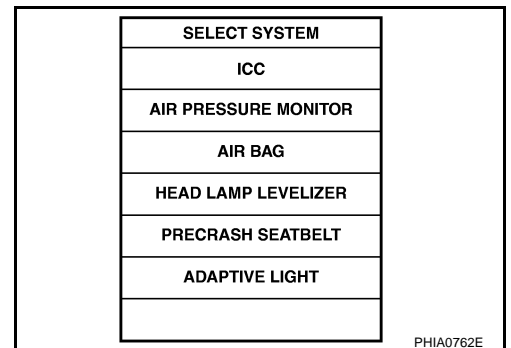 SELECT SYSTEM
ICC
AIR PRESSURE MONITOR
AIR BAG
HEAD LAMP LEVELIZER
PRECRASH SEATBELT
ADAPTIVE LIGHT
PHIA0762E